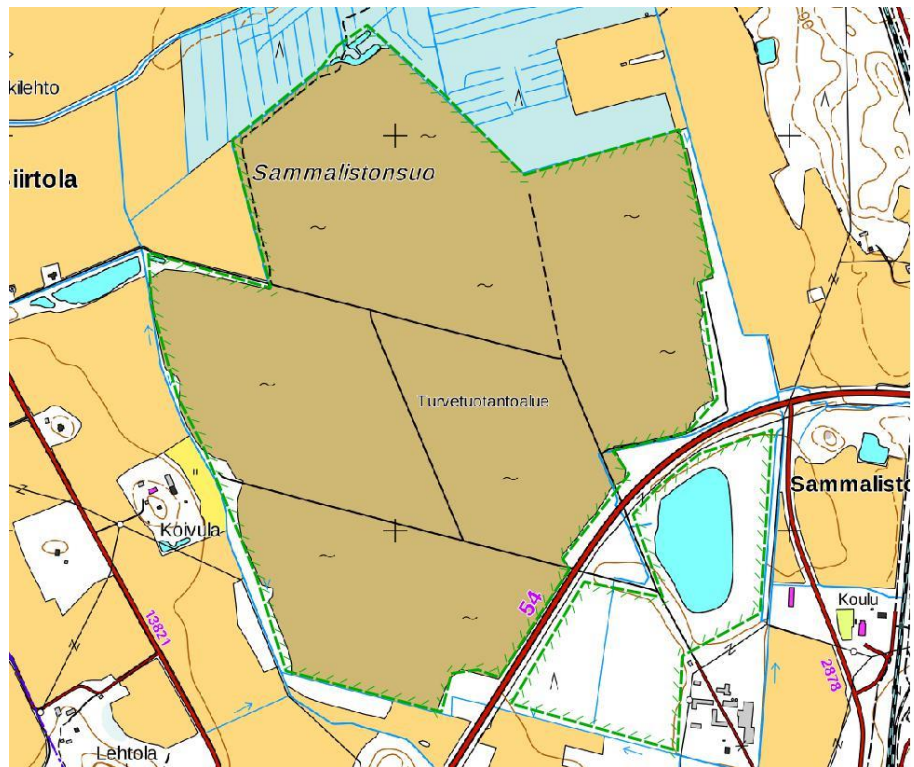 kilehto
Sammalistonsuo
iirtola
Turvetuotantoalue
Sammalisto
Koivula
54
Koulu
13821
2878
Lehtola